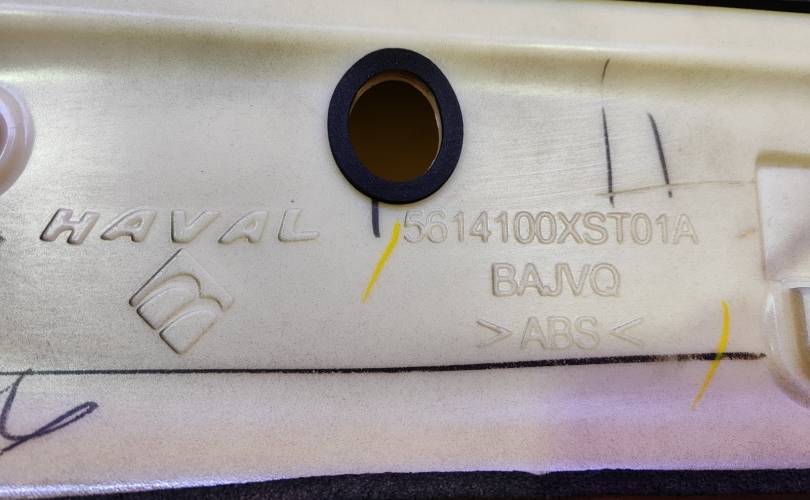 HAVAL
5614100XST01A
BAJVQ
>ABS<